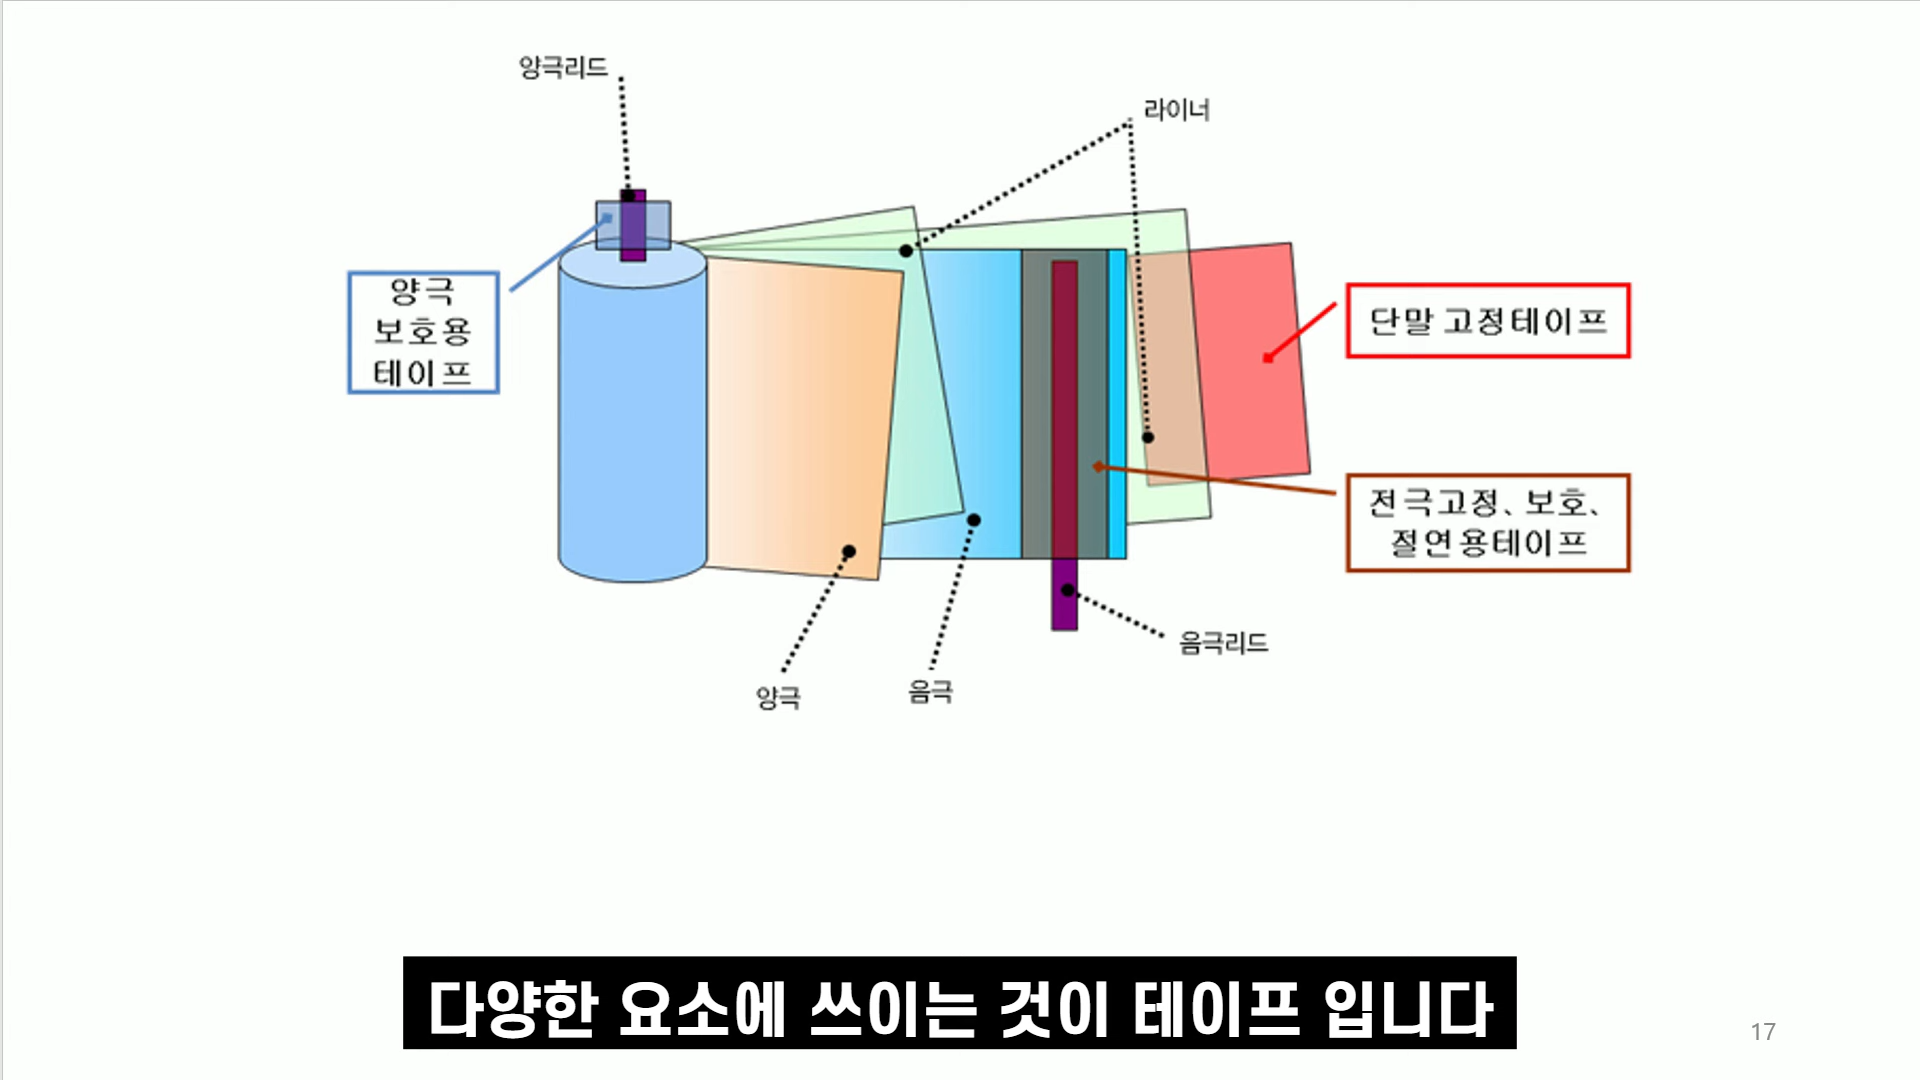 양극리드
라이너
양극
보호용
테이프
단말 고정테이프
전극고정、보호、
절연용테이프
음극리드
양극
음극
다양한 요소에 쓰이는 것이 테이프 입니다
17